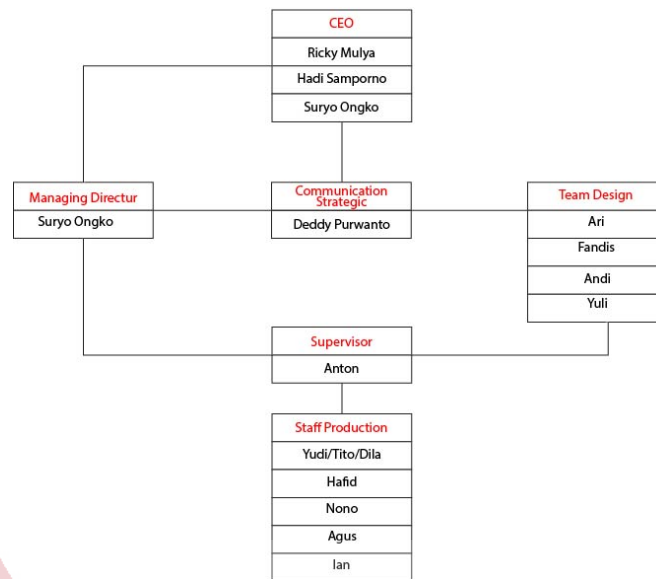 CEO
Ricky Mulya
Hadi Samporno
Suryo Ongko
Managing Directur
Suryo Ongko
Communication
Strategic
Deddy Purwanto
Team Design
Ari
Fandis
Andi
Yuli
Supervisor
Anton
Staff Production
Yudi/Tito/Dila
Hafid
Nono
Agus
Ian